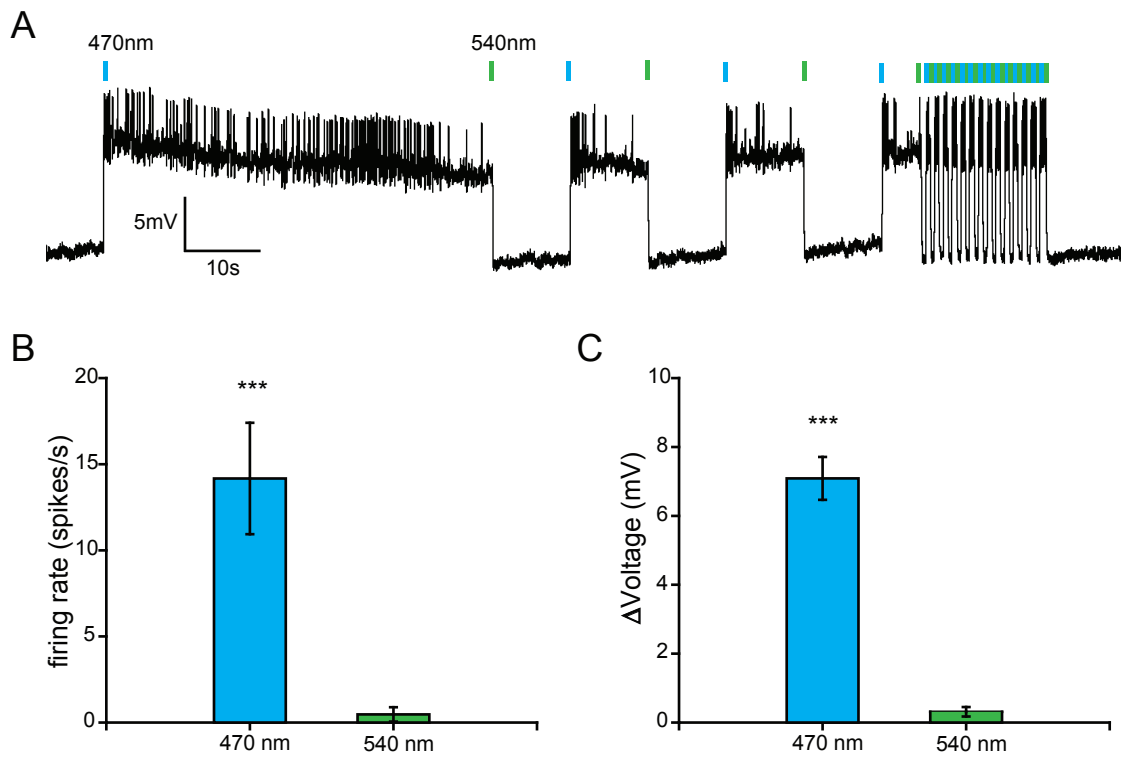 A
470nm
540nm
5mV
10s
B
***
20
15
10
5
0
firing rate (spikes/s)
470 nm
540 nm
C
***
10
8
6
4
2
0
ΔVoltage (mV)
470 nm
540 nm